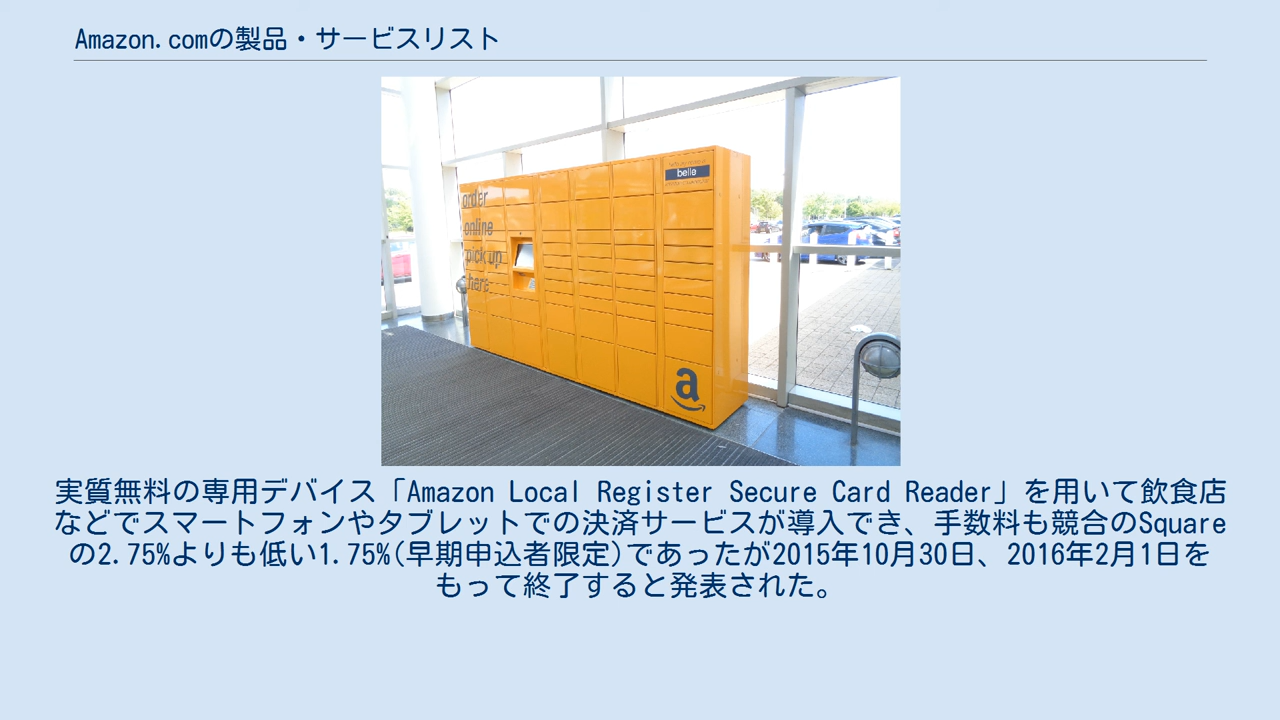 Amazon.comの製品・サービスリスト
order
online
pick up
here
belle
a
実質無料の専用デバイス「Amazon Local Register Secure Card Reader」を用いて飲食店
などでスマートフォンやタブレットでの決済サービスが導入でき、手数料も競合のSquare
の2.75%よりも低い1.75%(早期申込者限定)であったが2015年10月30日、2016年2月1日を
もって終了すると発表された。